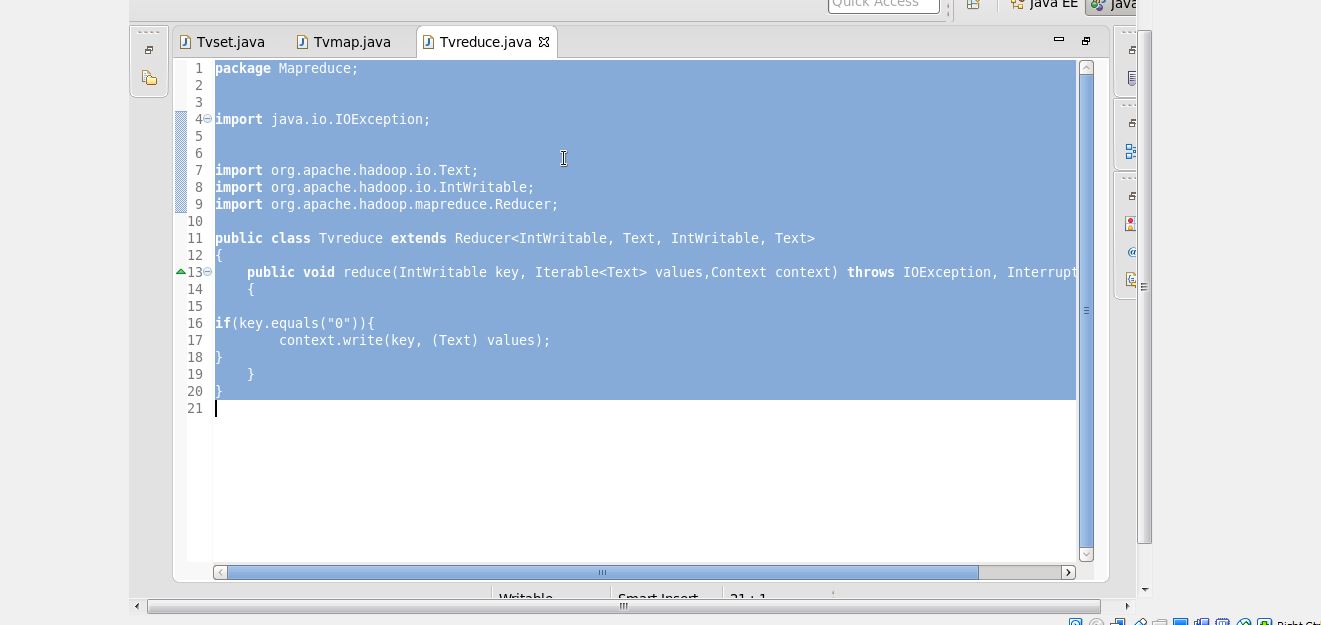 Quick Access
Java EE
Java
Tvset.java
Tvmap.java
Tvreduce.java
1 package Mapreduce;
2
3
4 import java.io.IOException;
5
6
7 import org.apache.hadoop.io.Text;
8 import org.apache.hadoop.io.IntWritable;
9 import org.apache.hadoop.mapreduce.Reducer;
10
11 public class Tvreduce extends Reducer<IntWritable, Text, IntWritable, Text>
12 {
13 public void reduce(IntWritable key, Iterable<Text> values,Context context) throws IOException, Interrupt
14 {
15
16 if(key.equals("0")){
17 context.write(key, (Text) values);
18 }
19 }
20 }
21
Writable
Smart Insert
21 : 1
Right Ctr